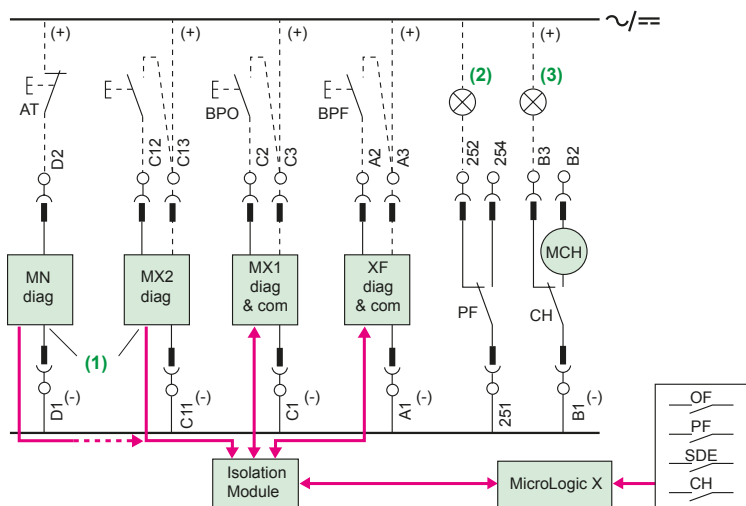 (+) (+) (+) (+) (+)
(2) (3)
AT BPO BPF
D2 C12 C13 C2 C3 A2 A3 252 254 B3 B2
MCH
MN
diag
MX2
diag
MX1
diag
& com
XF
diag
& com
PF CH
(1)
D1 (-) C11 (-) C1 (-) A1 (-) 251 B1 (-)
OF
PF
SDE
CH
Isolation
Module
MicroLogic X